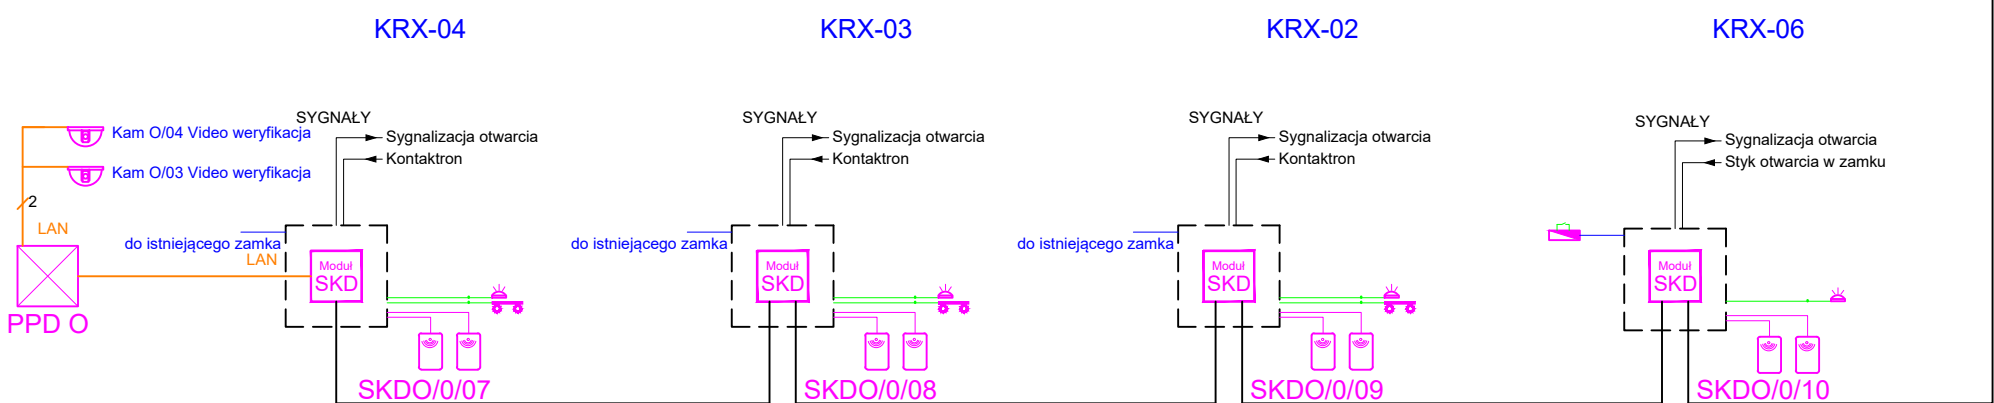 KRX-04
KRX-03
KRX-02
KRX-06
SYGNAŁY
Sygnalizacja otwarcia
Kontaktron
SYGNAŁY
Sygnalizacja otwarcia
Kontaktron
SYGNAŁY
Sygnalizacja otwarcia
Kontaktron
SYGNAŁY
Sygnalizacja otwarcia
Styk otwarcia w zamku
Kam O/04 Video weryfikacja
Kam O/03 Video weryfikacja
2
LAN
do istniejącego zamka
LAN
Moduł
SKD
do istniejącego zamka
Moduł
SKD
do istniejącego zamka
Moduł
SKD
Moduł
SKD
PPD O
SKDO/0/07
SKDO/0/08
SKDO/0/09
SKDO/0/10